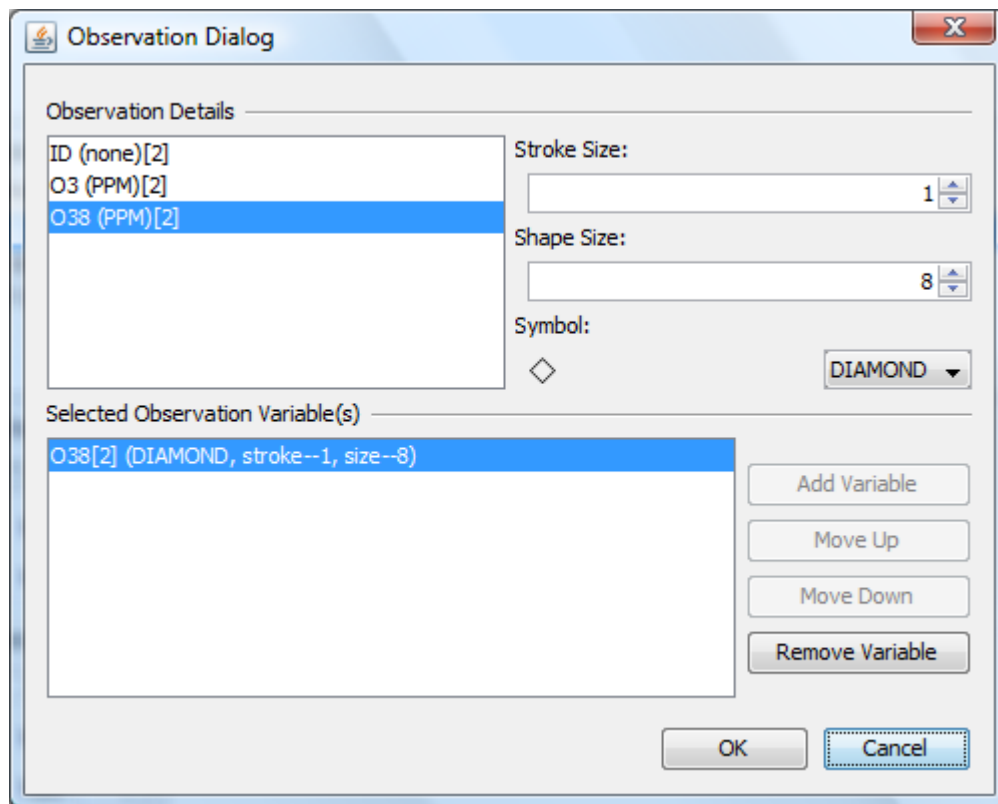 Observation Dialog
Observation Details
ID (none)[2]
O3 (PPM)[2]
O38 (PPM)[2]
Stroke Size:
1
Shape Size:
8
Symbol:
DIAMOND
Selected Observation Variable(s)
O38[2] (DIAMOND, stroke--1, size--8)
Add Variable
Move Up
Move Down
Remove Variable
OK
Cancel